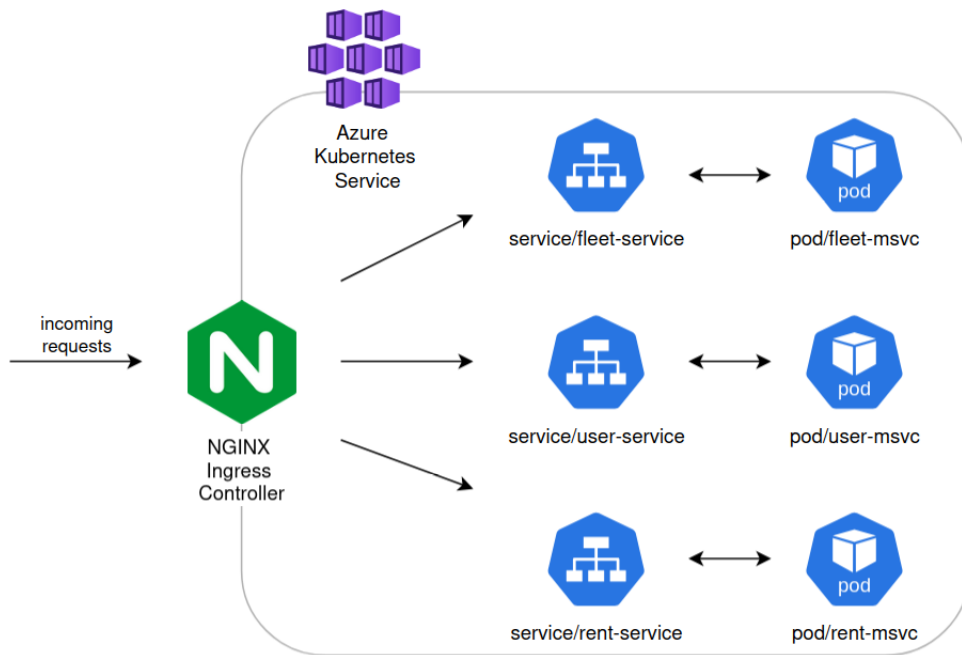 Azure
Kubernetes
Service
service/fleet-service
pod
pod/fleet-msvc
incoming
requests
N
NGINX
Ingress
Controller
service/user-service
pod
pod/user-msvc
service/rent-service
pod
pod/rent-msvc